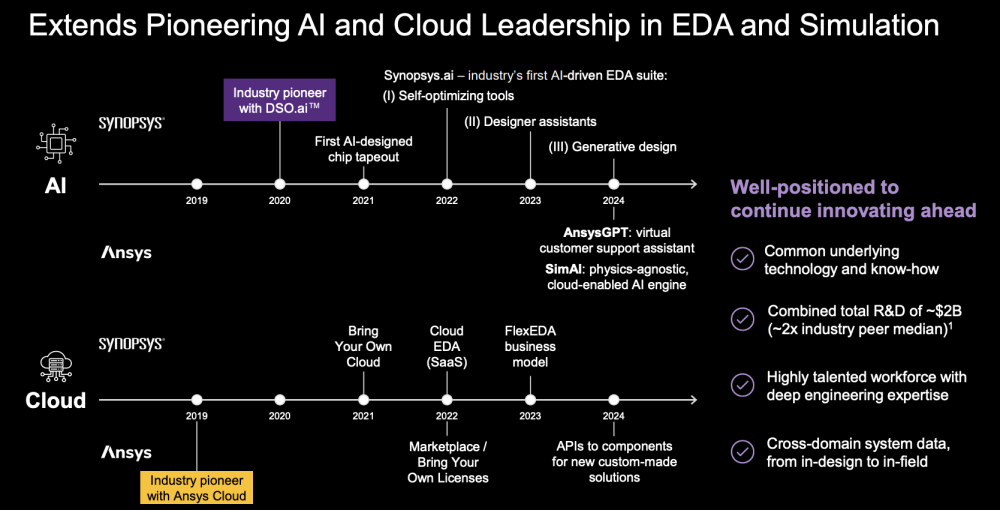 Extends Pioneering AI and Cloud Leadership in EDA and Simulation
Synopsys.ai – industry's first AI-driven EDA suite:
(I) Self-optimizing tools
(II) Designer assistants
(III) Generative design
Industry pioneer
with DSO.ai™
First AI-designed
chip tapeout
SYNOPSYS®
AI
2019
2020
2021
2022
2023
2024
Ansys
AnsysGPT: virtual
customer support assistant
SimAI: physics-agnostic,
cloud-enabled AI engine
SYNOPSYS®
Bring
Your Own
Cloud
Cloud
EDA
(SaaS)
FlexEDA
business
model
Cloud
2019
2020
2021
2022
2023
2024
Ansys
Industry pioneer
with Ansys Cloud
Marketplace /
Bring Your
Own Licenses
APIs to components
for new custom-made
solutions
Well-positioned to
continue innovating ahead
Common underlying
technology and know-how
Combined total R&D of ~$2B
(~2x industry peer median)¹
Highly talented workforce with
deep engineering expertise
Cross-domain system data,
from in-design to in-field